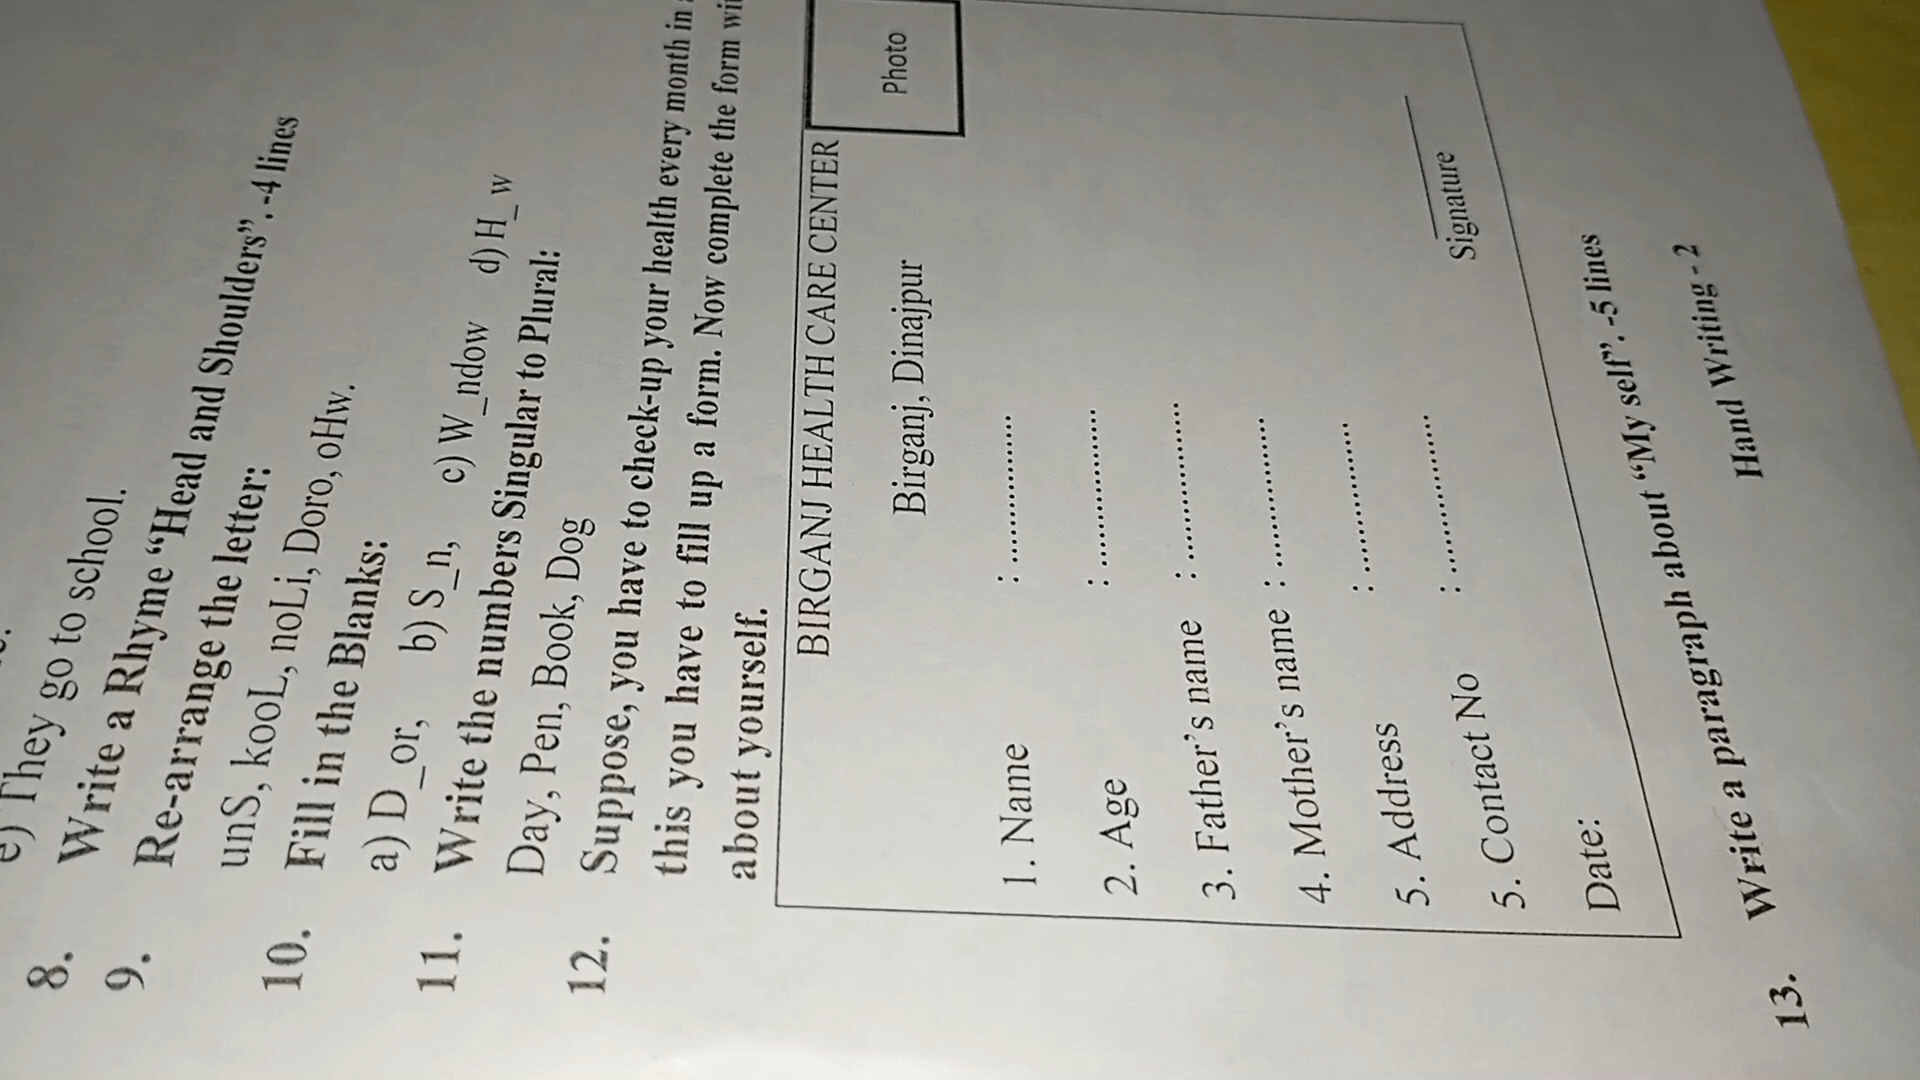 e) They go to school.
8. Write a Rhyme “Head and Shoulders”. -4 lines
9. Re-arrange the letter:
unS, kooL, noLi, Doro, oHw.
10. Fill in the Blanks:
a) D_or, b) S_n, c) W_ndow d) H_w
11. Write the numbers Singular to Plural:
Day, Pen, Book, Dog
12. Suppose, you have to check-up your health every month in
this you have to fill up a form. Now complete the form
about yourself.
BIRGANJ HEALTH CARE CENTER
Photo
Birganj, Dinajpur
1. Name : ................
2. Age : ................
3. Father’s name : ................
4. Mother’s name : ................
5. Address : ................
5. Contact No : ................
Signature
Date:
13. Write a paragraph about “My self”. -5 lines
Hand Writing - 2